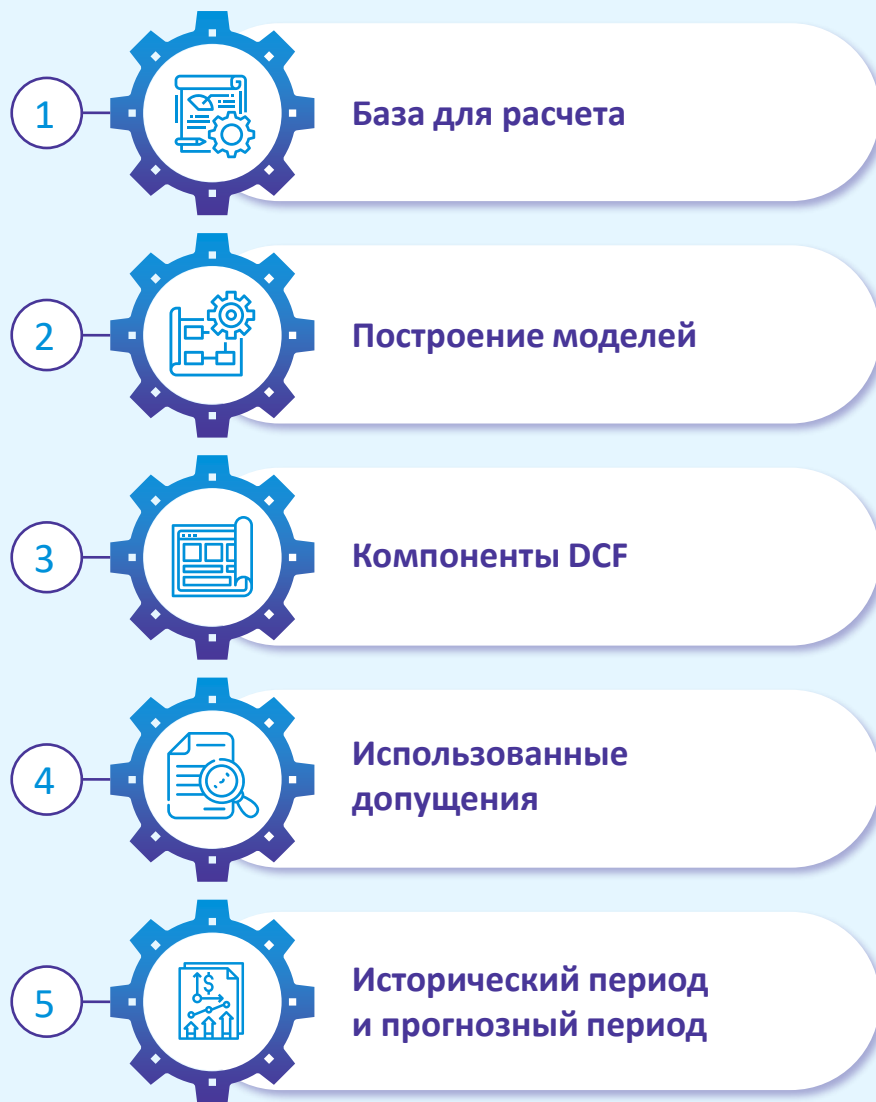 1
База для расчета
2
Построение моделей
3
Компоненты DCF
4
Использованные
допущения
5
$
Исторический период
и прогнозный период